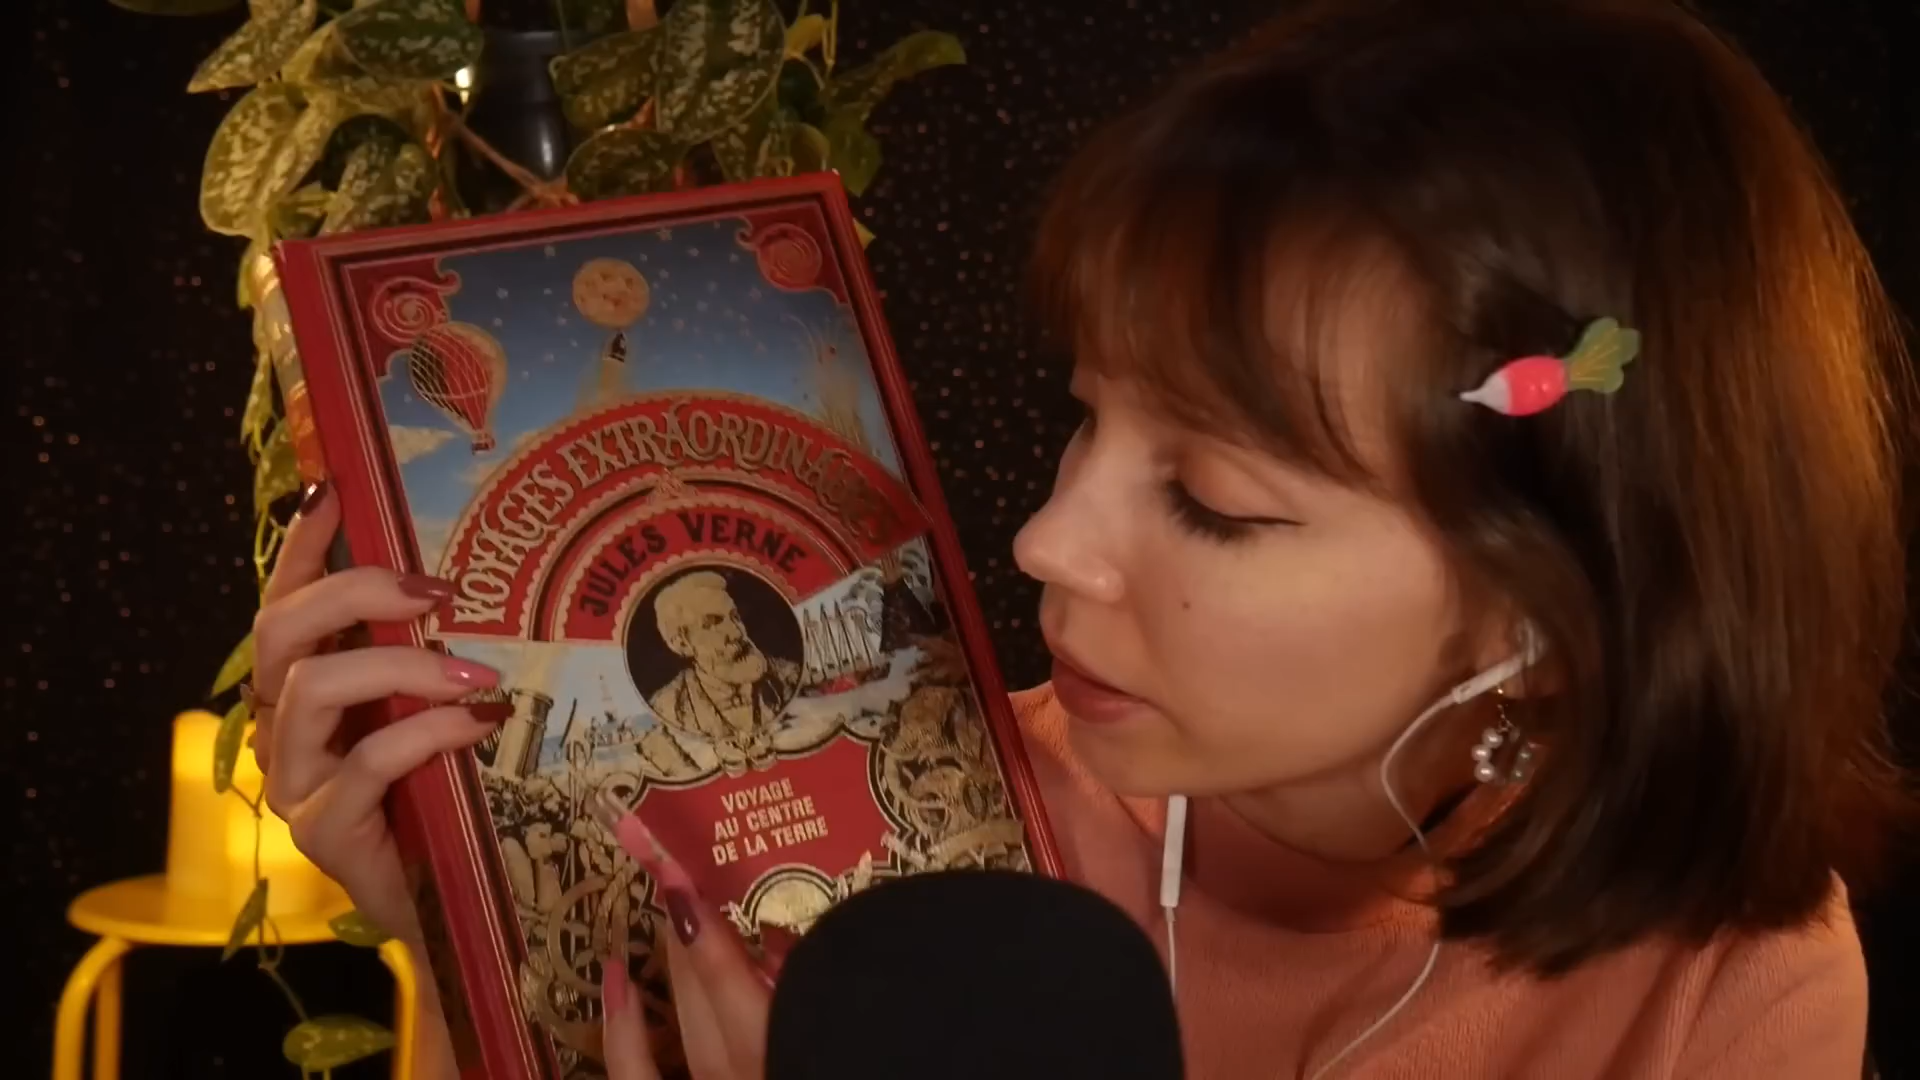 VOYAGES EXTRAORDINAIRES
JULES VERNE
VOYAGE
AU CENTRE
DE LA TERRE